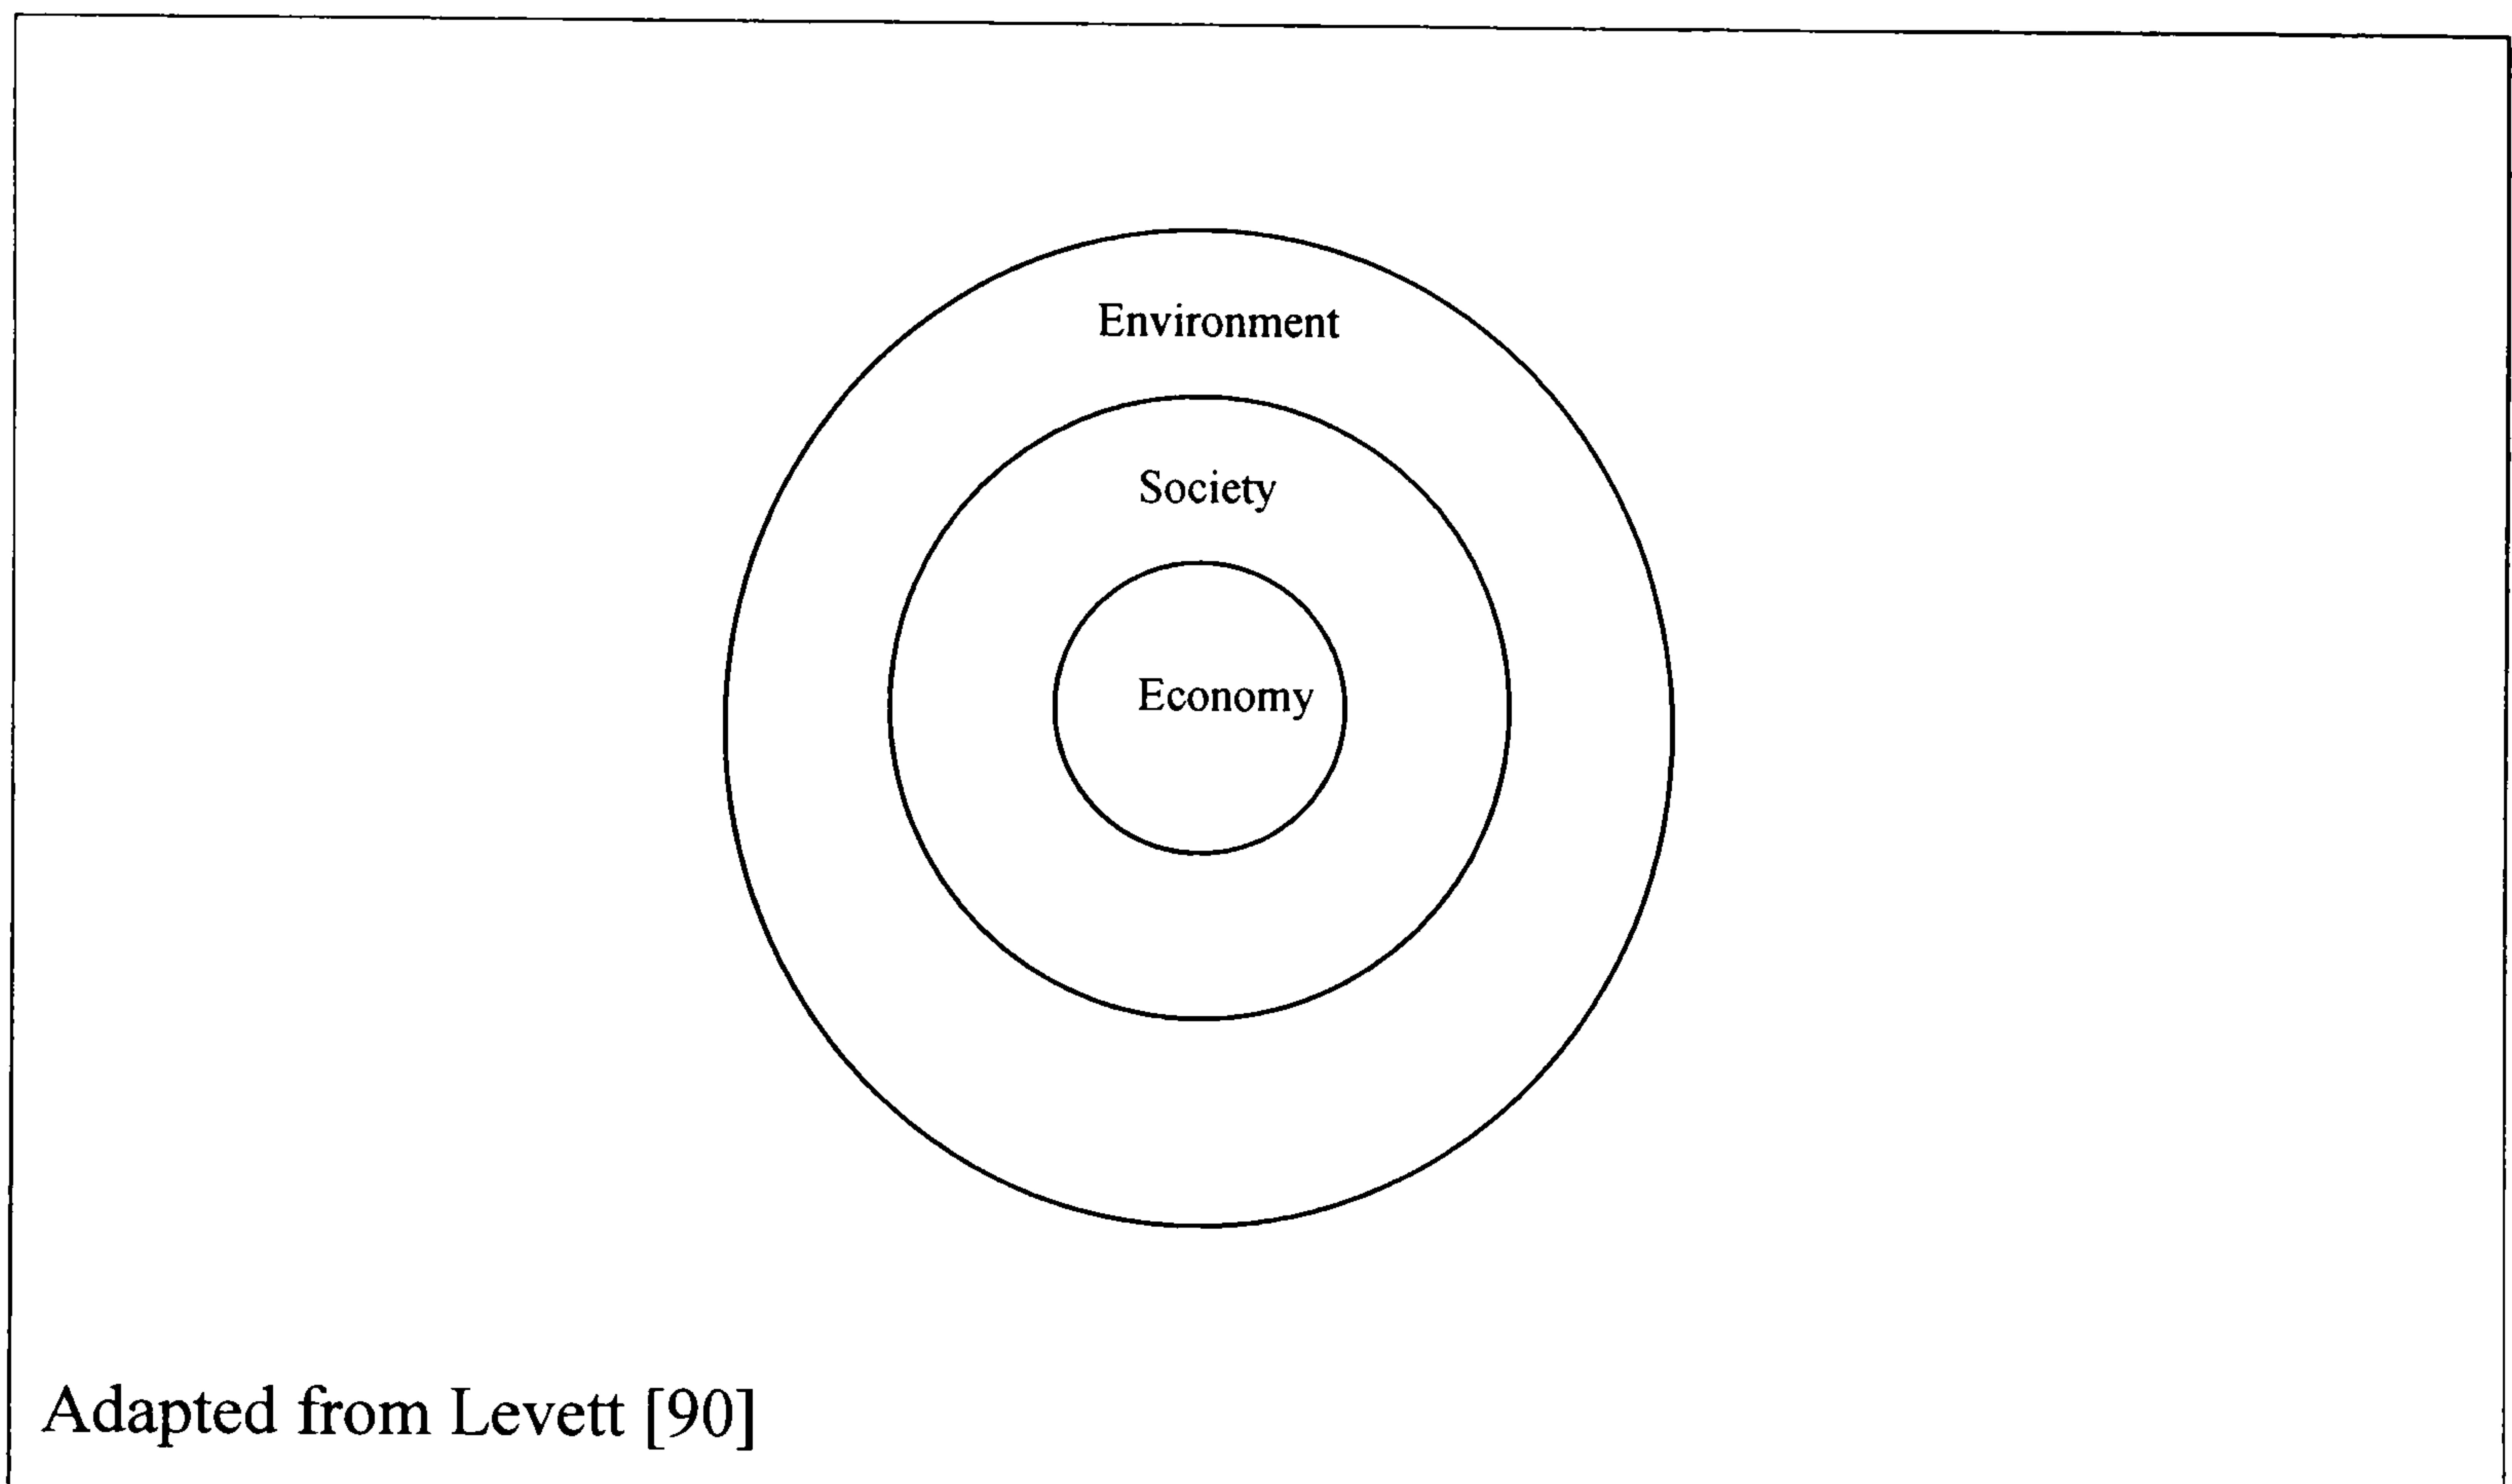 Environment
Society
Economy
Adapted from Levett [90]